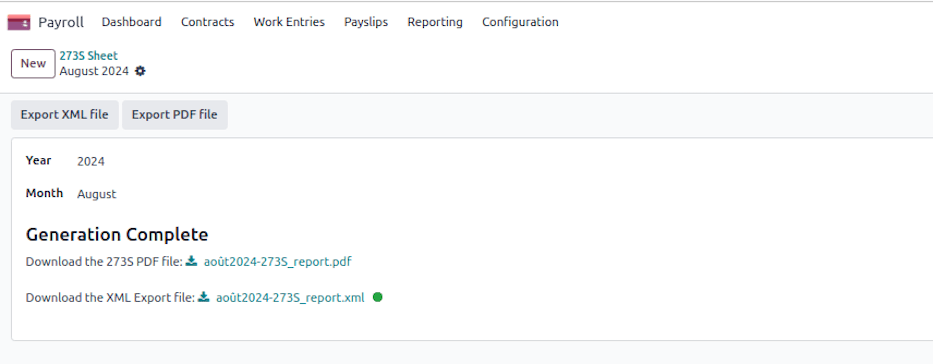 Payroll Dashboard Contracts Work Entries Payslips Reporting Configuration
New 273S Sheet
August 2024
Export XML file Export PDF file
Year 2024
Month August
Generation Complete
Download the 273S PDF file: août2024-273S_report.pdf
Download the XML Export file: août2024-273S_report.xml